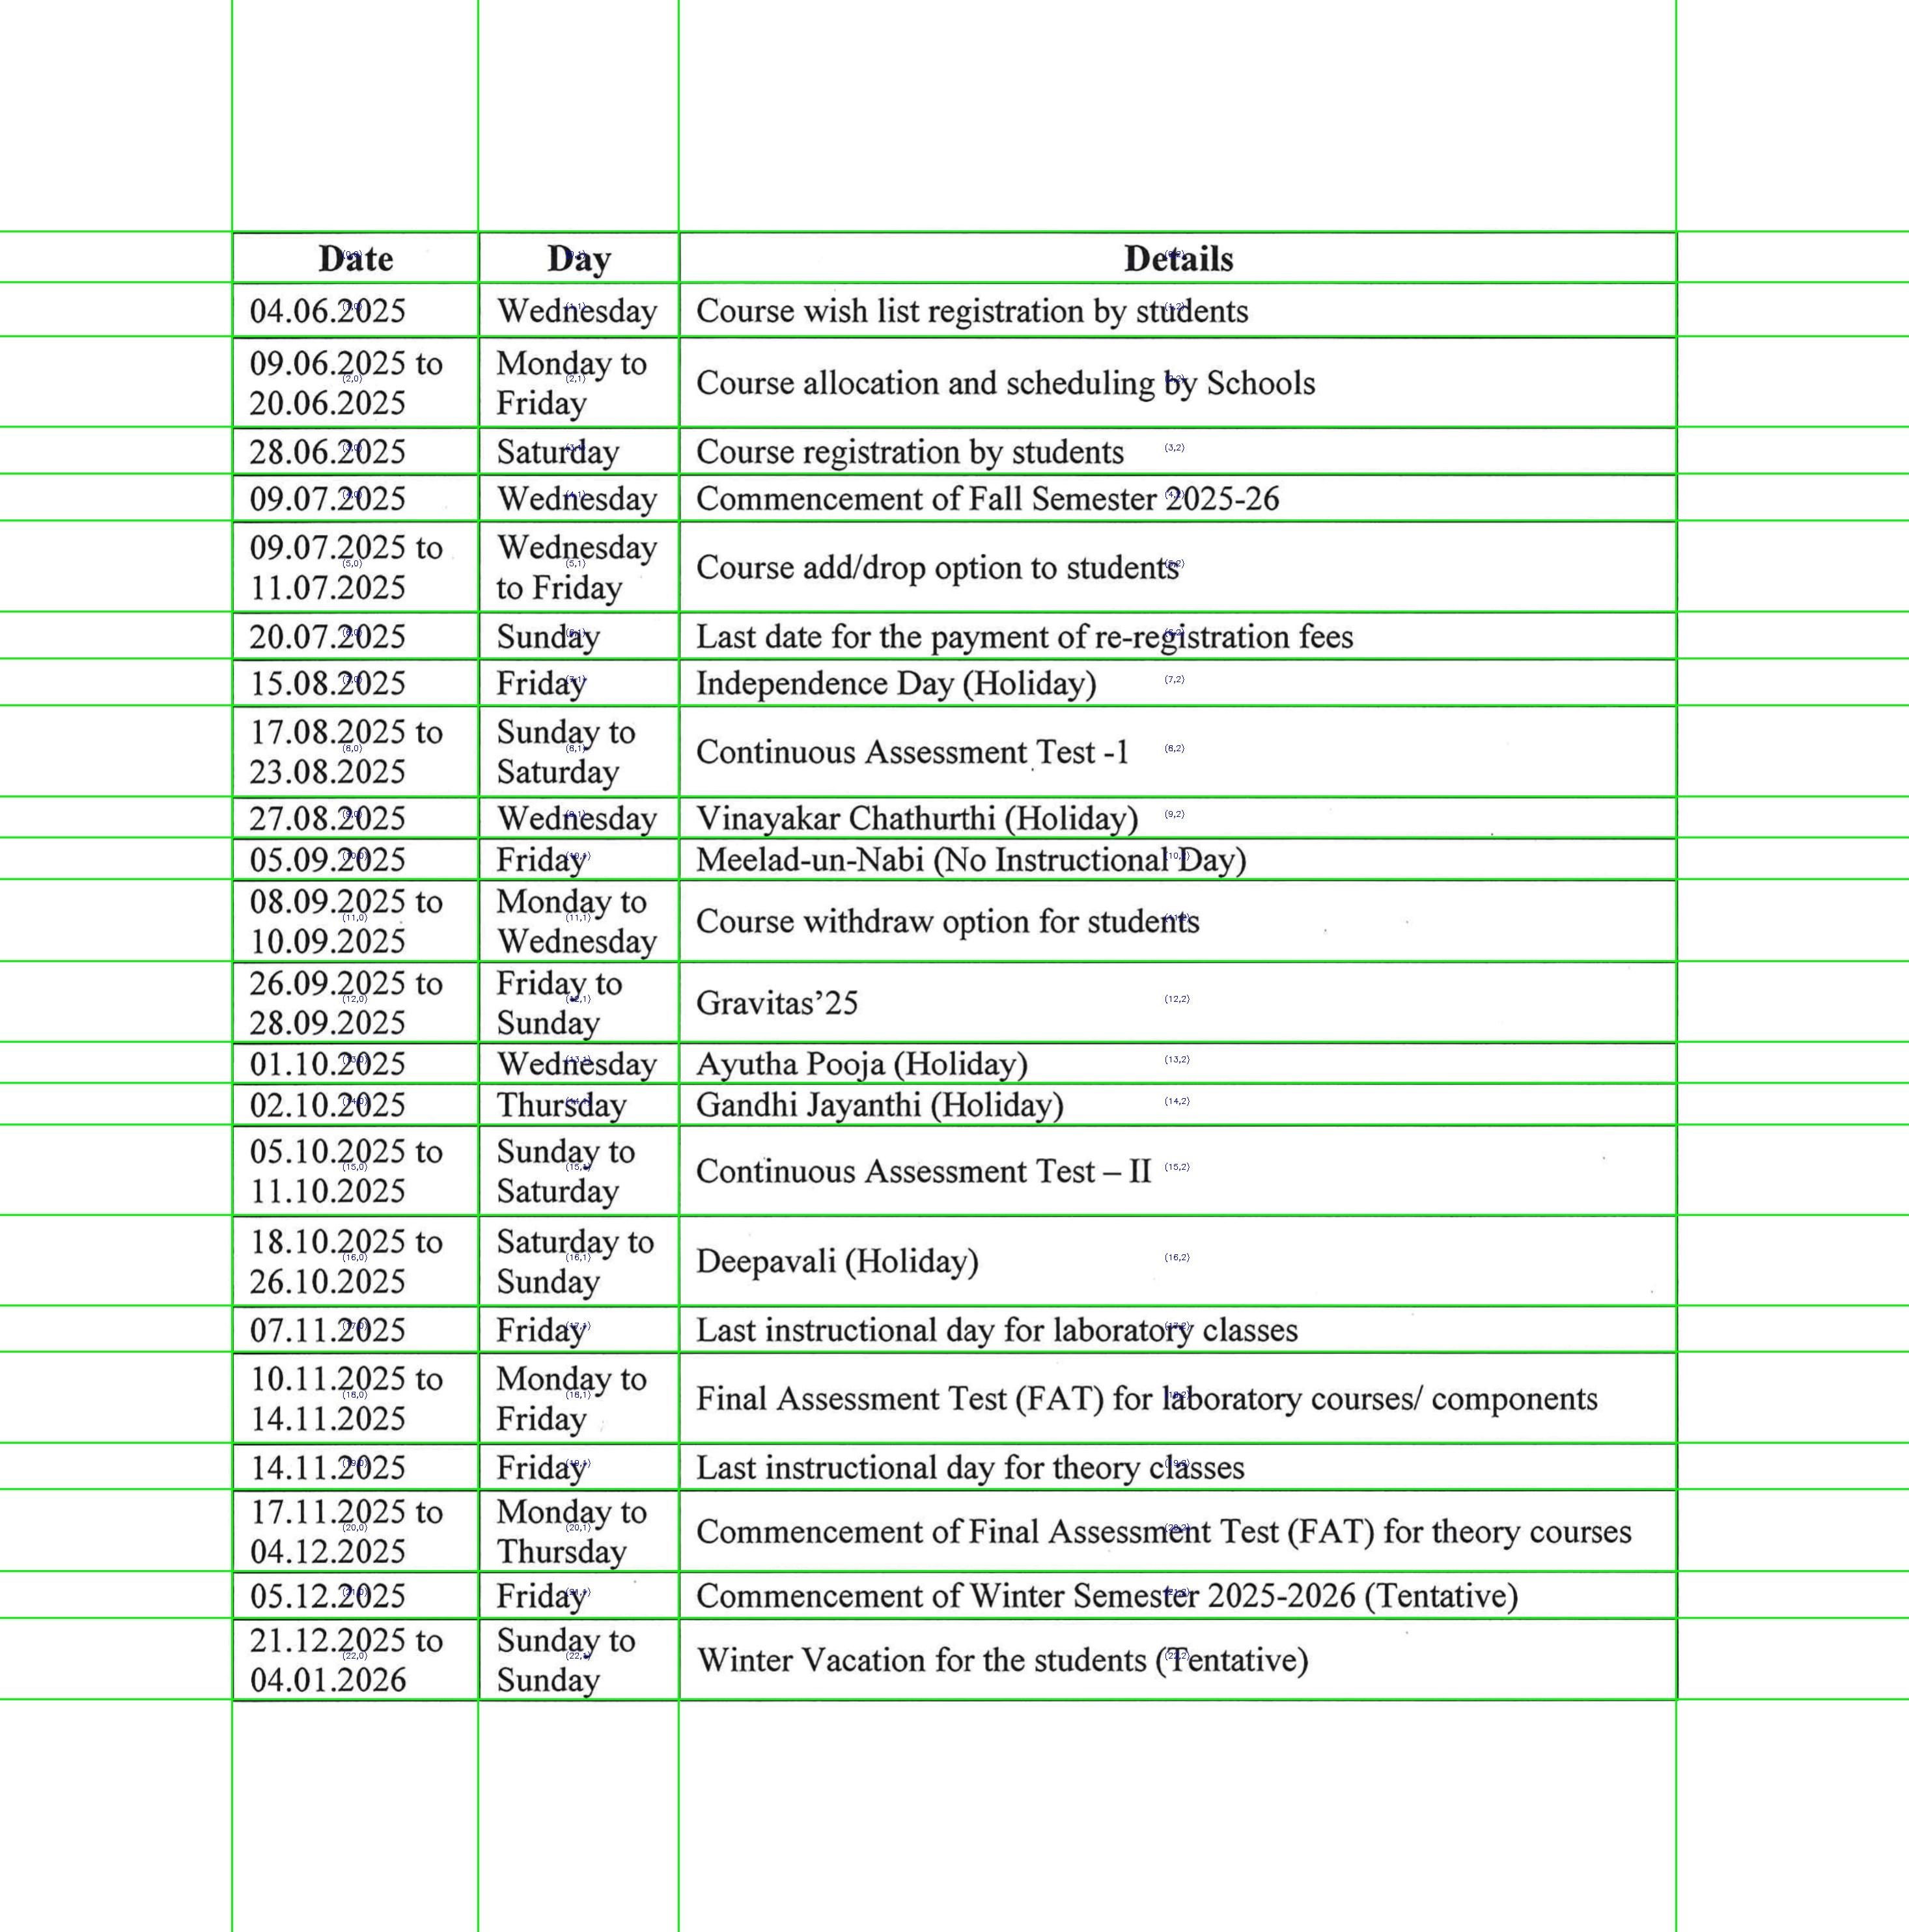 Date Day Details
04.06.2025 Wednesday Course wish list registration by students
09.06.2025 to Monday to
Course allocation and scheduling by Schools
20.06.2025 Friday
28.06.2025 Saturday Course registration by students
09.07.2025 Wednesday Commencement of Fall Semester 2025-26
09.07.2025 to Wednesday
Course add/drop option to students
11.07.2025 to Friday
20.07.2025 Sunday Last date for the payment of re-registration fees
15.08.2025 Friday Independence Day (Holiday)
17.08.2025 to Sunday to
Continuous Assessment Test -1
23.08.2025 Saturday
27.08.2025 Wednesday Vinayakar Chathurthi (Holiday)
05.09.2025 Friday Meelad-un-Nabi (No Instructional Day)
08.09.2025 to Monday to
Course withdraw option for students
10.09.2025 Wednesday
26.09.2025 to Friday to
Gravitas’25
28.09.2025 Sunday
01.10.2025 Wednesday Ayutha Pooja (Holiday)
02.10.2025 Thursday Gandhi Jayanthi (Holiday)
05.10.2025 to Sunday to
Continuous Assessment Test – II
11.10.2025 Saturday
18.10.2025 to Saturday to
Deepavali (Holiday)
26.10.2025 Sunday
07.11.2025 Friday Last instructional day for laboratory classes
10.11.2025 to Monday to
Final Assessment Test (FAT) for laboratory courses/ components
14.11.2025 Friday
14.11.2025 Friday Last instructional day for theory classes
17.11.2025 to Monday to
Commencement of Final Assessment Test (FAT) for theory courses
04.12.2025 Thursday
05.12.2025 Friday Commencement of Winter Semester 2025-2026 (Tentative)
21.12.2025 to Sunday to
Winter Vacation for the students (Tentative)
04.01.2026 Sunday